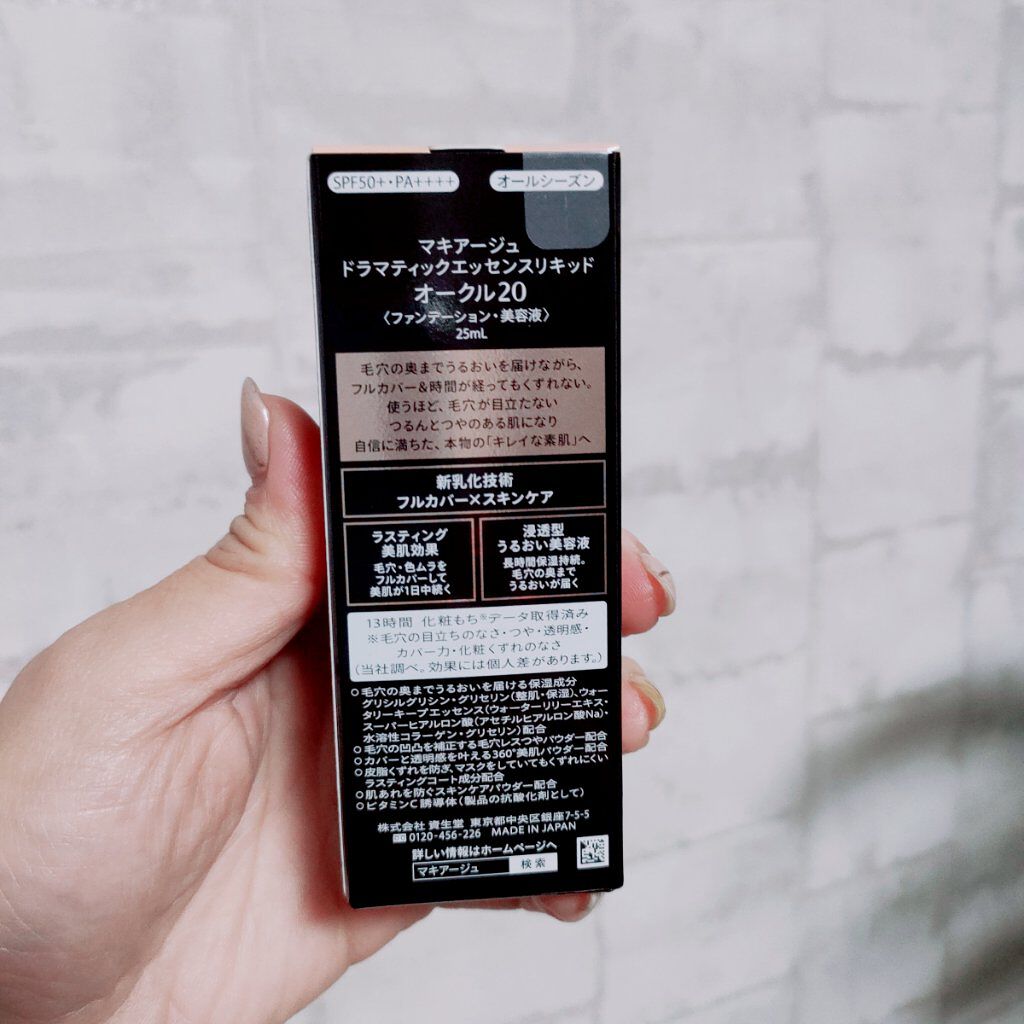 SPF50+・PA++++ オールシーズン
マキアージュ
ドラマティックエッセンスリキッド
オークル20
〈ファンデーション・美容液〉
25mL
毛穴の奥までうるおいを届けながら、
フルカバー&時間が経ってもくずれない。
使うほど、毛穴が目立たない
つるんとつやのある肌になり
自信に満ちた、本物の「キレイな素肌」へ
新乳化技術
フルカバー×スキンケア
ラスティング
美肌効果
毛穴・色ムラを
フルカバーして
美肌が1日中続く
浸透型
うるおい美容液
長時間保湿持続。
毛穴の奥まで
うるおいが届く
13時間 化粧もち※データ取得済み
※毛穴の目立ちのなさ・つや・透明感・
カバー力・化粧くずれのなさ
(当社調べ。効果には個人差があります。)
○毛穴の奥までうるおいを届ける保湿成分
グリシルグリシン・グリセリン(整肌・保湿)、ウォー
タリーキープエッセンス(ウォーターリリーエキス・
スーパーヒアルロン酸(アセチルヒアルロン酸Na)・
水溶性コラーゲン・グリセリン)配合
○毛穴の凹凸を補正する毛穴レスつやパウダー配合
○カバーと透明感を叶える360°美肌パウダー配合
○皮脂くずれを防ぎ、マスクをしていてもくずれにくい
ラスティングコート成分配合
○肌あれを防ぐスキンケアパウダー配合
○ビタミンC誘導体(製品の抗酸化剤として)
株式会社 資生堂 東京都中央区銀座7-5-5
0120-456-226 MADE IN JAPAN
詳しい情報はホームページへ
マキアージュ 検索